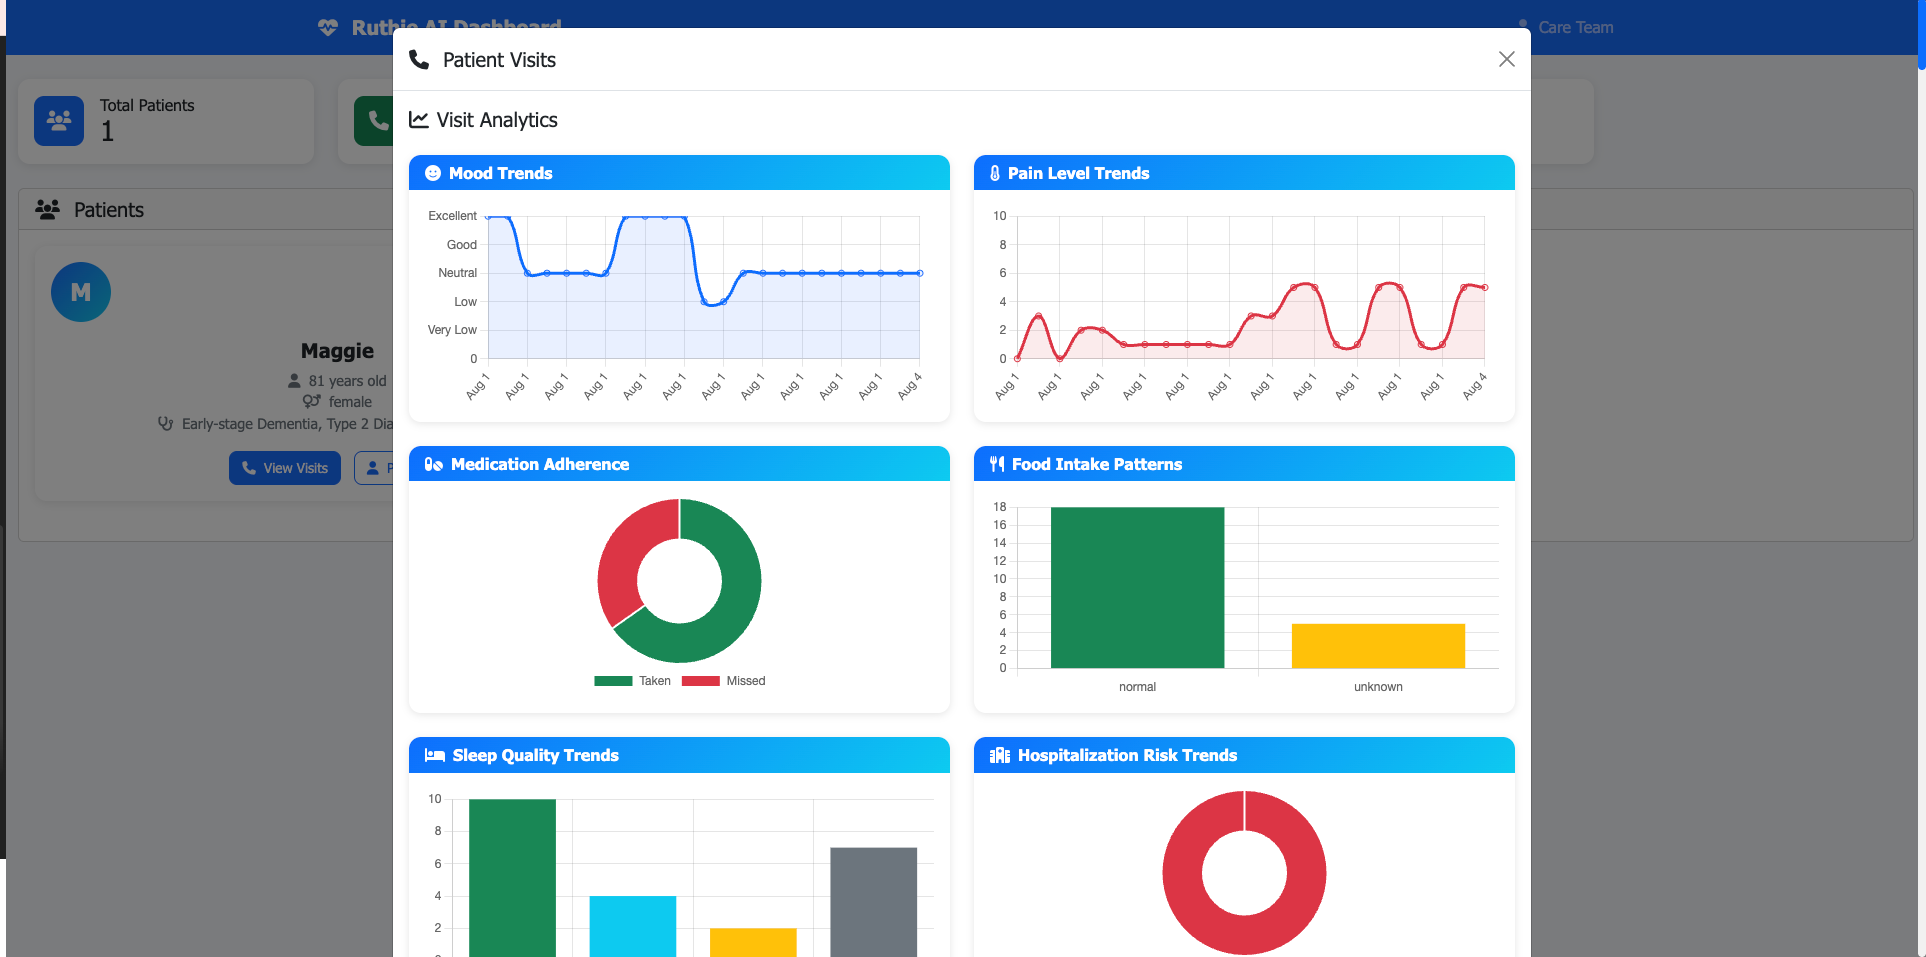 Ruthie AI Dashboard
Care Team
Total Patients
1
Patients
M
Maggie
81 years old
female
Early-stage Dementia, Type 2 Dia
View Visits
P
Patient Visits
Visit Analytics
Mood Trends
Excellent
Good
Neutral
Low
Very Low
0
Aug 1 Aug 1 Aug 1 Aug 1 Aug 1 Aug 1 Aug 1 Aug 1 Aug 1 Aug 1 Aug 1 Aug 4
Pain Level Trends
10
8
6
4
2
0
Aug 1 Aug 1 Aug 1 Aug 1 Aug 1 Aug 1 Aug 1 Aug 1 Aug 1 Aug 1 Aug 1 Aug 4
Medication Adherence
Taken Missed
Food Intake Patterns
18
16
14
12
10
8
6
4
2
0
normal unknown
Sleep Quality Trends
10
8
6
4
2
Hospitalization Risk Trends